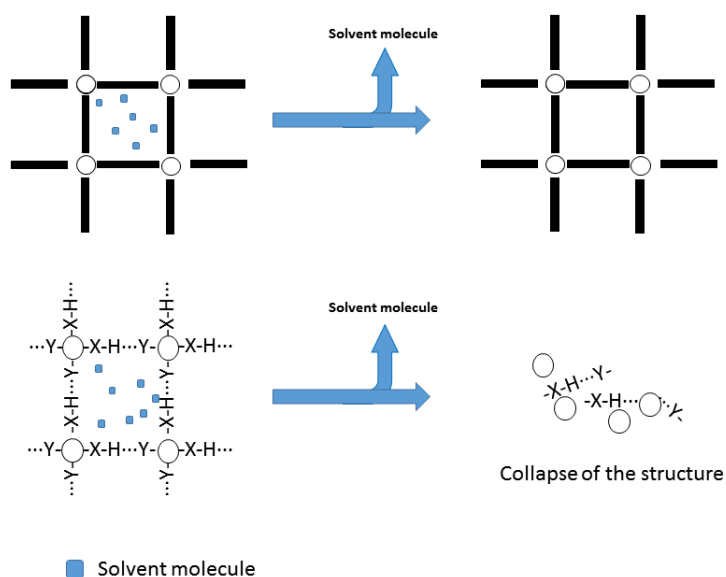 Solvent molecule
Solvent molecule
-X-H⋯
-X-H⋯
⋯Y- -X-H⋯Y- -X-H⋯
-X-H⋯Y-
-X-H⋯Y-
⋯Y- -X-H⋯Y- -X-H⋯
⋯Y-
⋯Y-
-X-H⋯Y-
-X-H⋯
⋯Y-
Collapse of the structure
Solvent molecule